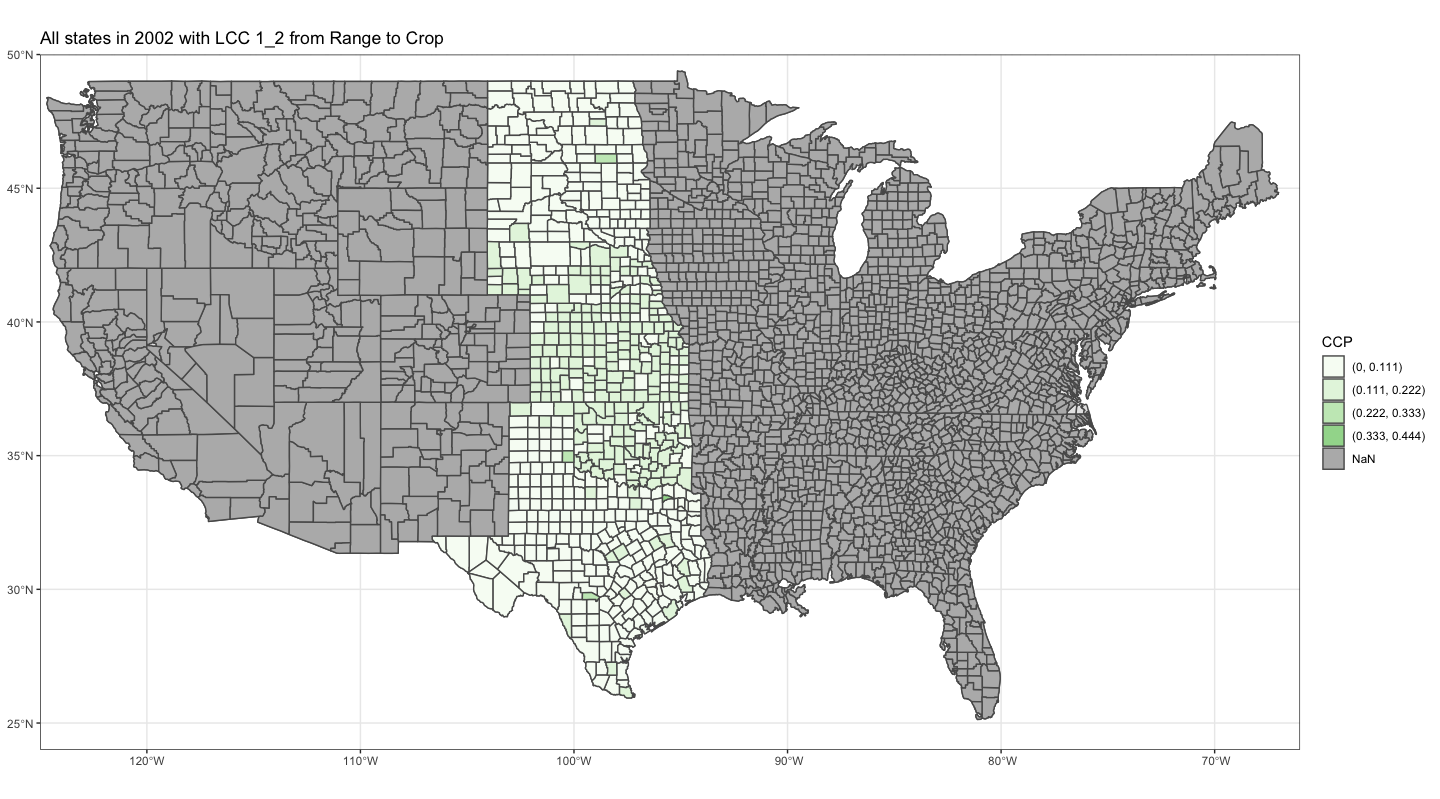 All states in 2002 with LCC 1_2 from Range to Crop
50°N
45°N
40°N
35°N
30°N
25°N
120°W
110°W
100°W
90°W
80°W
70°W
CCP
(0, 0.111)
(0.111, 0.222)
(0.222, 0.333)
(0.333, 0.444)
NaN